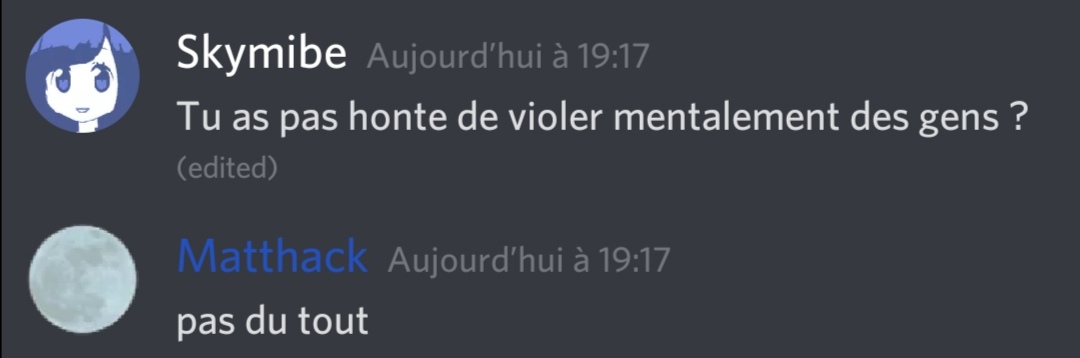 Skymibe Aujourd’hui à 19:17
Tu as pas honte de violer mentalement des gens ?
(edited)
Matthack Aujourd’hui à 19:17
pas du tout